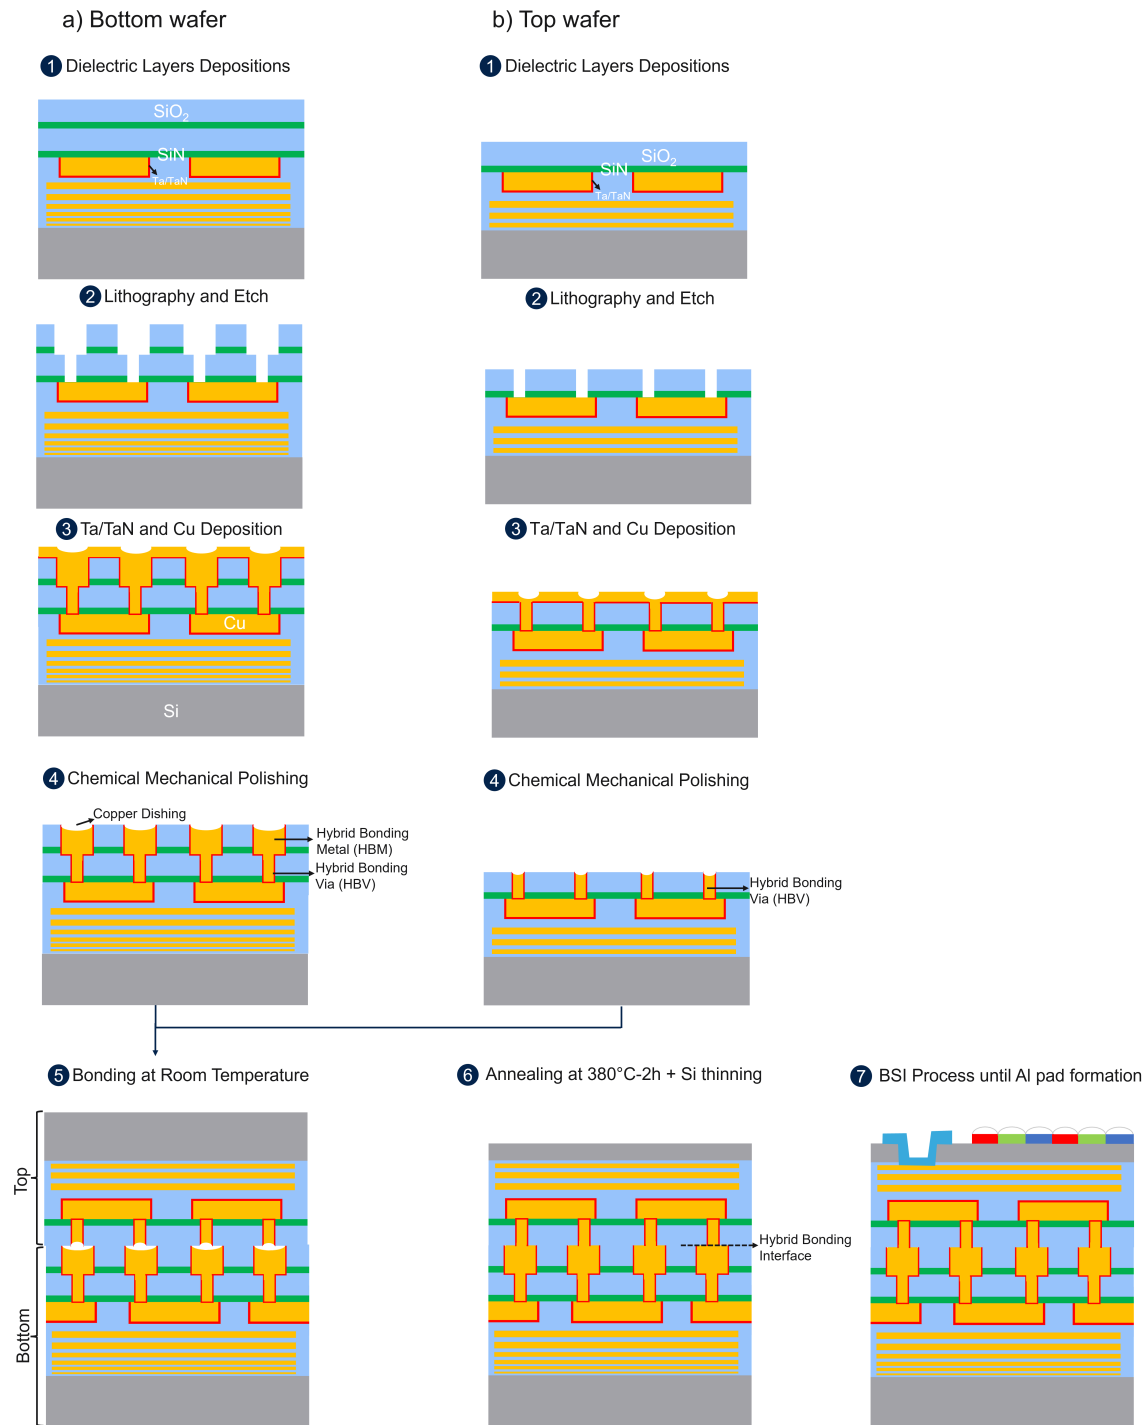 a) Bottom wafer
b) Top wafer
1 Dielectric Layers Depositions
1 Dielectric Layers Depositions
SiO2
SiN
Ta/TaN
SiO2
SiN
Ta/TaN
2 Lithography and Etch
2 Lithography and Etch
3 Ta/TaN and Cu Deposition
3 Ta/TaN and Cu Deposition
Cu
Si
4 Chemical Mechanical Polishing
4 Chemical Mechanical Polishing
Copper Dishing
Hybrid Bonding
Metal (HBM)
Hybrid Bonding
Via (HBV)
Hybrid Bonding
Via (HBV)
5 Bonding at Room Temperature
6 Annealing at 380°C-2h + Si thinning
7 BSI Process until Al pad formation
Top
Bottom
Hybrid Bonding
Interface